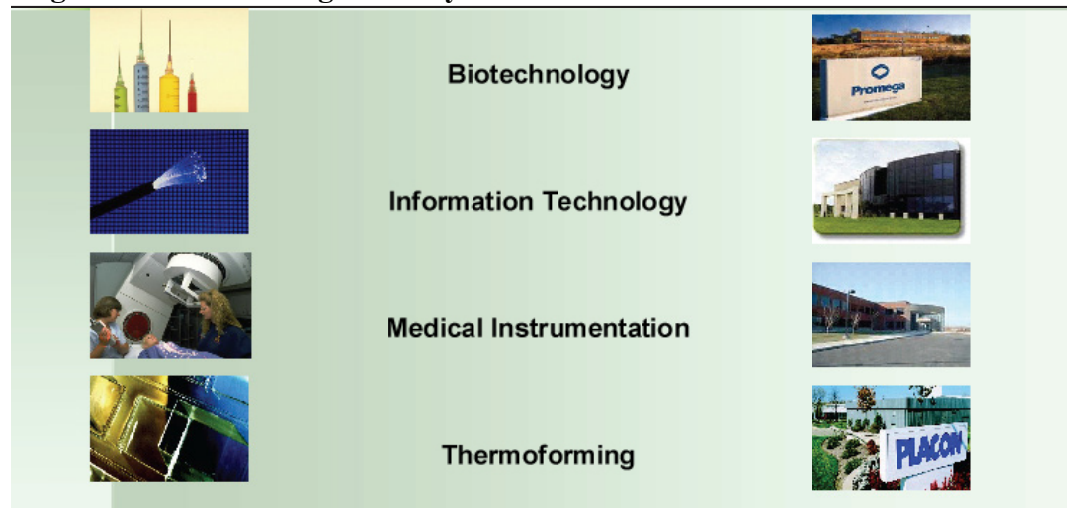 Biotechnology
Promega
Information Technology
Medical Instrumentation
Thermoforming
PLACON